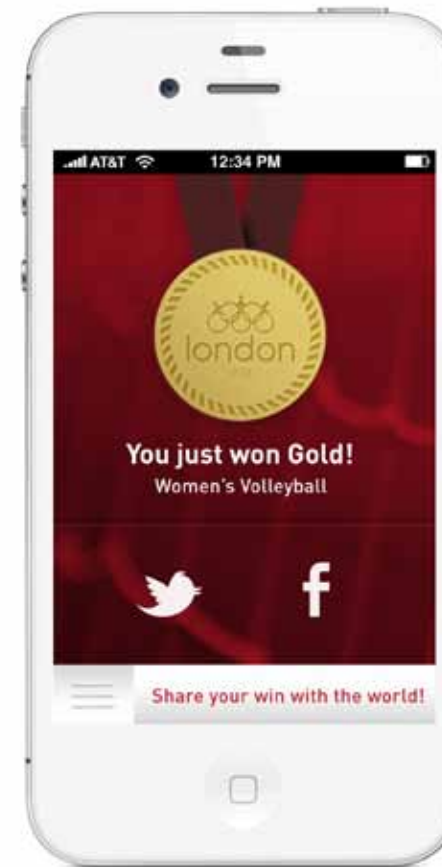 AT&T 12:34 PM
london
You just won Gold!
Women's Volleyball
f
Share your win with the world!